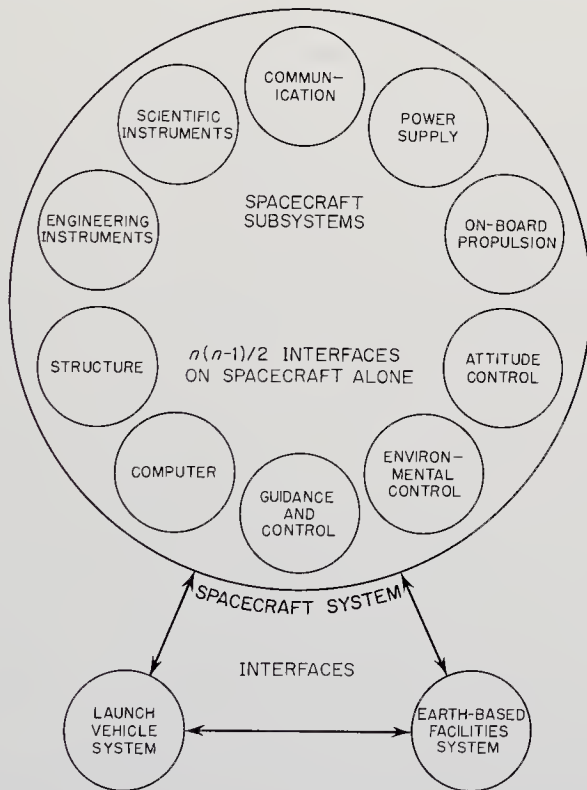 COMMUN-
ICATION
SCIENTIFIC
INSTRUMENTS
POWER
SUPPLY
SPACECRAFT
SUBSYSTEMS
ENGINEERING
INSTRUMENTS
ON-BOARD
PROPULSION
n(n-1)/2 INTERFACES
ON SPACECRAFT ALONE
STRUCTURE
ATTITUDE
CONTROL
COMPUTER
ENVIRON-
MENTAL
CONTROL
GUIDANCE
AND
CONTROL
SPACECRAFT SYSTEM
INTERFACES
LAUNCH
VEHICLE
SYSTEM
EARTH-BASED
FACILITIES
SYSTEM